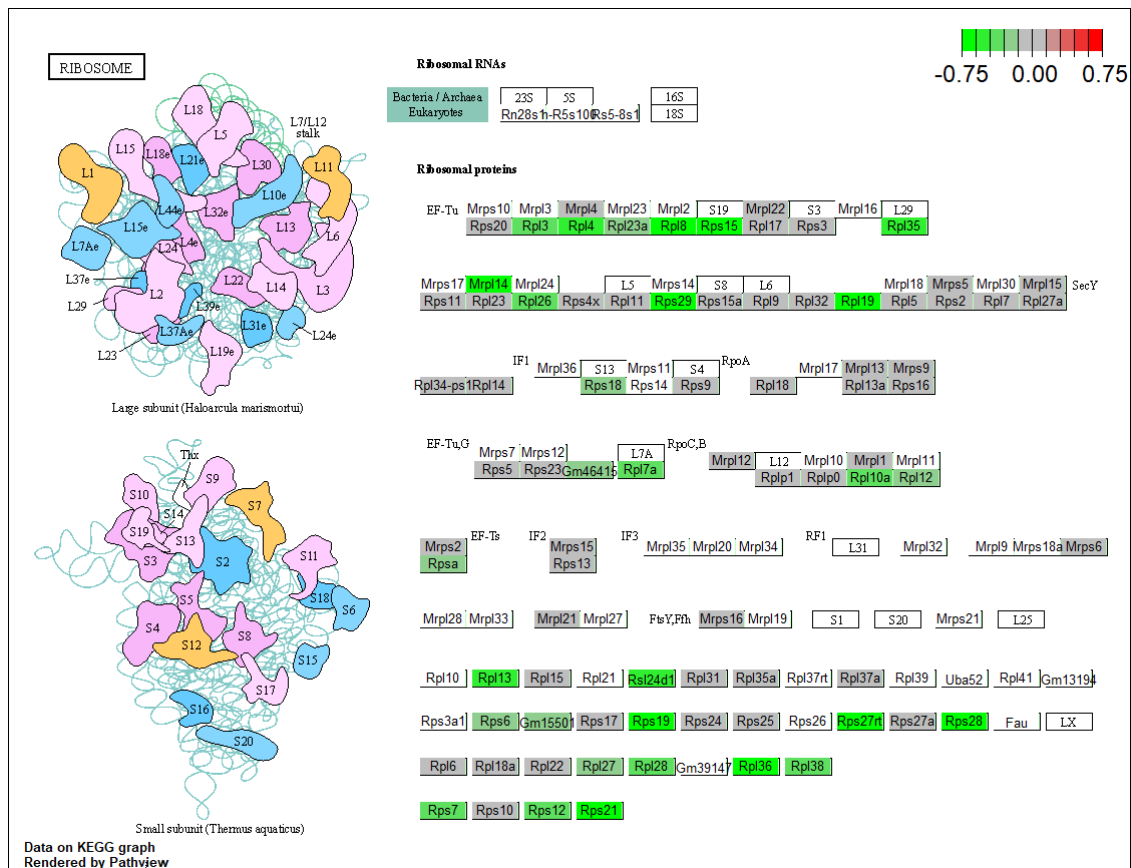 RIBOSOME
-0.75 0.00 0.75
Ribosomal RNAs
Bacteria / Archaea 23S 5S 16S
Eukaryotes Rn28s1 n-R5s100 Rs5-8s1 18S
Ribosomal proteins
EF-Tu Mrps10 Mrpl3 Mrpl4 Mrpl23 Mrpl2 S19 Mrpl22 S3 Mrpl16 L29
Rps20 Rpl3 Rpl4 Rpl23a Rpl8 Rps15 Rpl17 Rps3 Rpl35
Mrps17 Mrpl14 Mrpl24 L5 Mrps14 S8 L6 Mrpl18 Mrps5 Mrpl30 Mrpl15 SecY
Rps11 Rpl23 Rpl26 Rps4x Rpl11 Rps29 Rps15a Rpl9 Rpl32 Rpl19 Rpl5 Rps2 Rpl7 Rpl27a
IF1 Mrpl36 S13 Mrps11 S4 RpoA Mrpl17 Mrpl13 Mrps9
Rpl34-ps1 Rpl14 Rps18 Rps14 Rps9 Rpl18 Rpl13a Rps16
EF-Tu,G Mrps7 Mrps12 L7A RpoC,B Mrpl12 L12 Mrpl10 Mrpl1 Mrpl11
Rps5 Rps23 Gm46415 Rpl7a Rplp1 Rplp0 Rpl10a Rpl12
Mrps2 EF-Ts IF2 Mrps15 IF3 Mrpl35 Mrpl20 Mrpl34 RF1 L31 Mrpl32 Mrpl9 Mrps18a Mrps6
Rpsa Rps13
Mrpl28 Mrpl33 Mrpl21 Mrpl27 FtsY,Ffh Mrps16 Mrpl19 S1 S20 Mrps21 L25
Rpl10 Rpl13 Rpl15 Rpl21 Rsl24d1 Rpl31 Rpl35a Rpl37rt Rpl37a Rpl39 Uba52 Rpl41 Gm13194
Rps3a1 Rps6 Gm15501 Rps17 Rps19 Rps24 Rps25 Rps26 Rps27rt Rps27a Rps28 Fau LX
Rpl6 Rpl18a Rpl22 Rpl27 Rpl28 Gm39147 Rpl36 Rpl38
Rps7 Rps10 Rps12 Rps21
L18
L5
L7/L12
stalk
L15
L18e
L21e
L30
L11
L1
L10e
L44e
L32e
L15e
L13
L6
L7Ae
L4e
L24
L37e
L22
L14
L3
L29
L2
L39e
L37Ae
L31e
L24e
L23
L19e
Large subunit (Haloarcula marismortui)
Thx
S9
S10
S14
S7
S19
S13
S3
S2
S11
S5
S18
S6
S4
S12
S8
S15
S17
S16
S20
Small subunit (Thermus aquaticus)
Data on KEGG graph
Rendered by Pathview